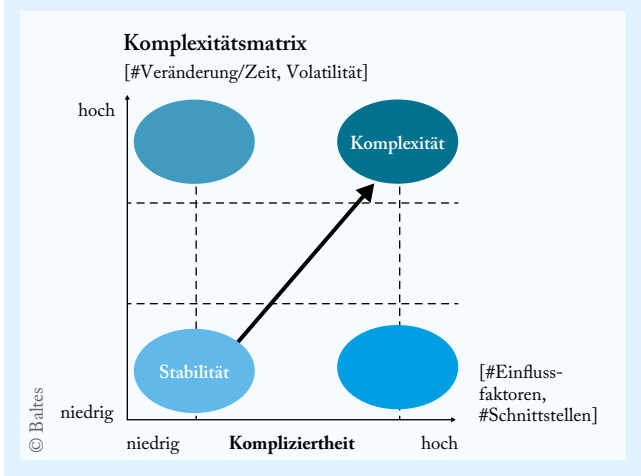 Komplexitätsmatrix
[#Veränderung/Zeit, Volatilität]
hoch
Komplexität
Stabilität
[#Einfluss-
faktoren,
#Schnittstellen]
niedrig
niedrig
Kompliziertheit
hoch
© Baltes